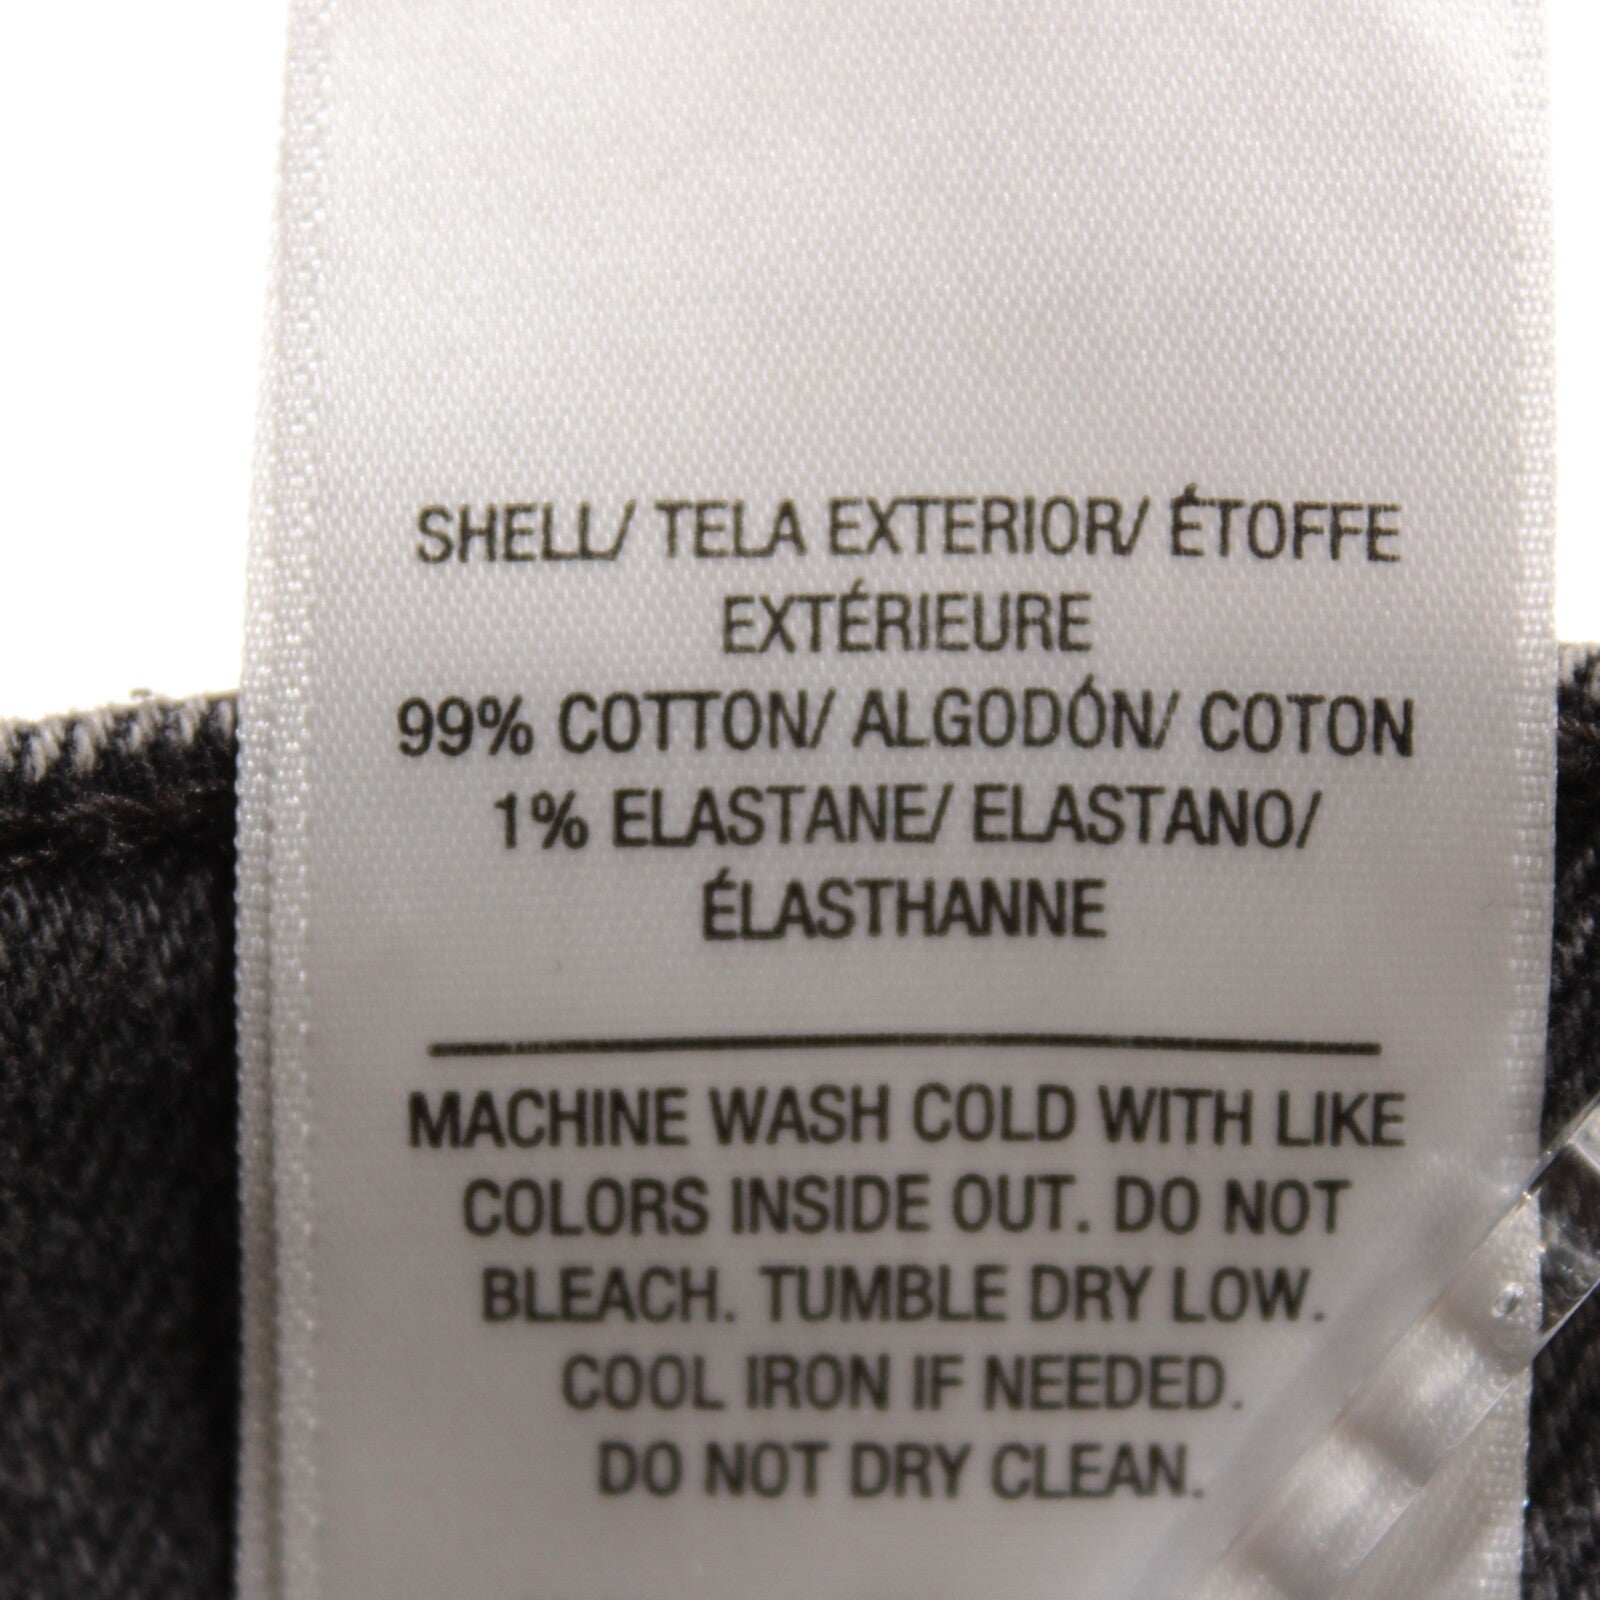 SHELL/ TELA EXTERIOR/ ÉTOFFE
EXTÉRIEURE
99% COTTON/ ALGODÓN/ COTON
1% ELASTANE/ ELASTANO/
ÉLASTHANNE
MACHINE WASH COLD WITH LIKE
COLORS INSIDE OUT. DO NOT
BLEACH. TUMBLE DRY LOW.
COOL IRON IF NEEDED.
DO NOT DRY CLEAN.